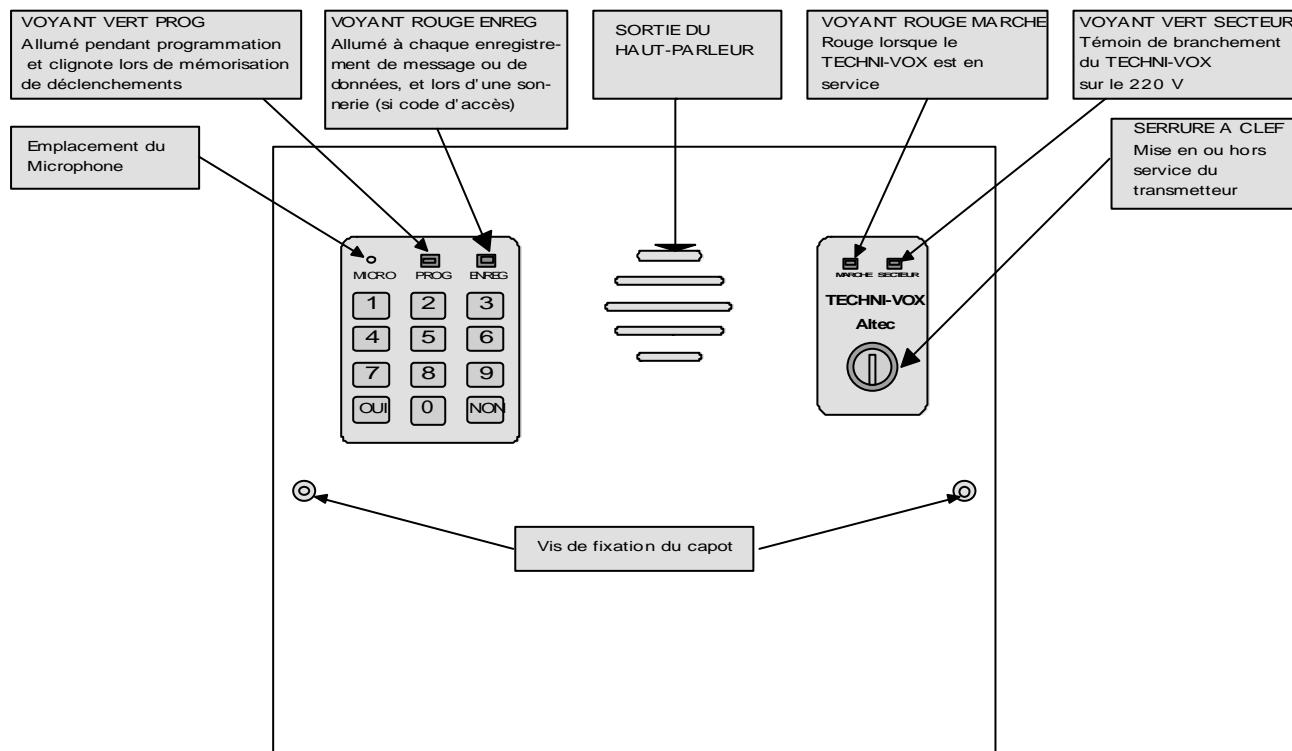 VOYANT VERT PROG
Allumé pendant programmation
et clignote lors de mémorisation
de déclenchements
VOYANT ROUGE ENREG
Allumé à chaque enregistre-
ment de message ou de
données, et lors d'une son-
nerie (si code d'accès)
SORTIE DU
HAUT-PARLEUR
VOYANT ROUGE MARCHE
Rouge lorsque le
TECHNI-VOX est en
service
VOYANT VERT SECTEUR
Témoin de branchement
du TECHNI-VOX
sur le 220 V
Emplacement du
Microphone
SERRURE A CLEF
Mise en ou hors
service du
transmetteur
MICRO PROG ENREG
1 2 3
4 5 6
7 8 9
OUI 0 NON
MARCHE SECTEUR
TECHNI-VOX
Altec
Vis de fixation du capot